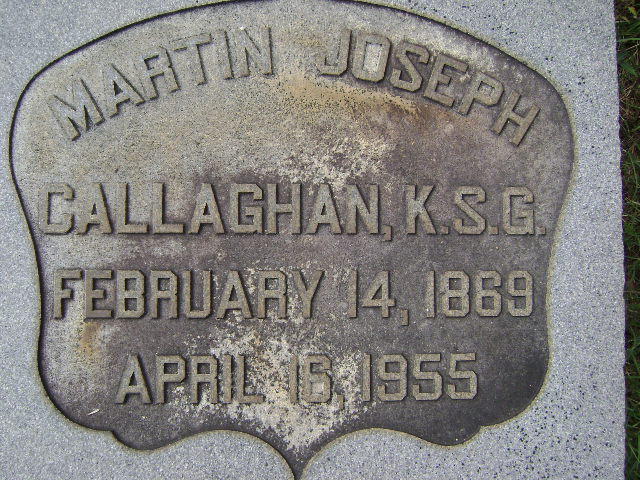 MARTIN JOSEPH
CALLAGHAN, K.S.G.
FEBRUARY 14, 1869
APRIL 16, 1955